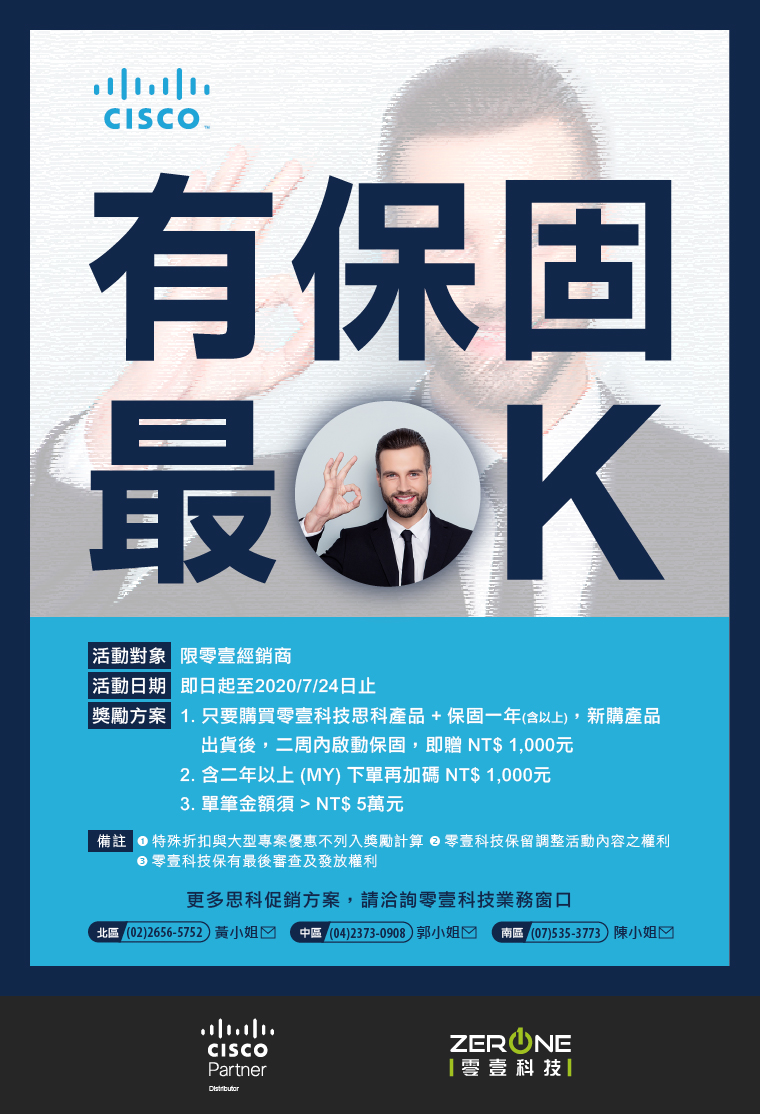 CISCO™
有保固
最 K
活動對象 限零壹經銷商
活動日期 即日起至2020/7/24日止
獎勵方案 1. 只要購買零壹科技思科產品 + 保固一年(含以上),新購產品
出貨後,二周內啟動保固,即贈 NT$ 1,000元
2. 含二年以上 (MY) 下單再加碼 NT$ 1,000元
3. 單筆金額須 > NT$ 5萬元
備註 ❶ 特殊折扣與大型專案優惠不列入獎勵計算 ❷ 零壹科技保留調整活動內容之權利
❸ 零壹科技保有最後審查及發放權利
更多思科促銷方案,請洽詢零壹科技業務窗口
北區 (02)2656-5752 黃小姐 中區 (04)2373-0908 郭小姐 南區 (07)535-3773 陳小姐
CISCO
Partner
Distributor
ZERONE
零壹科技